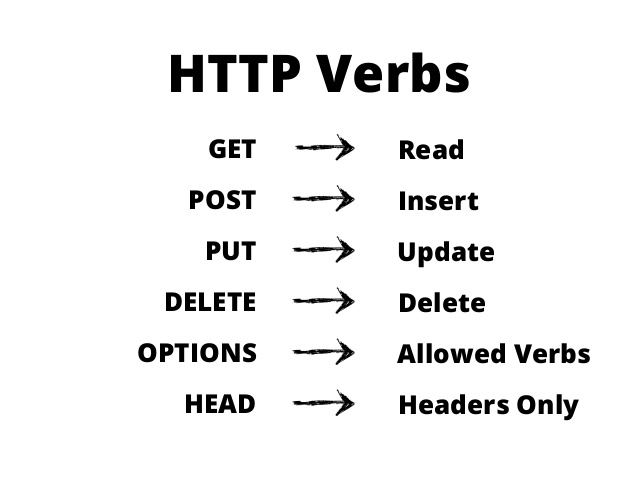 HTTP Verbs
GET → Read
POST → Insert
PUT → Update
DELETE → Delete
OPTIONS → Allowed Verbs
HEAD → Headers Only